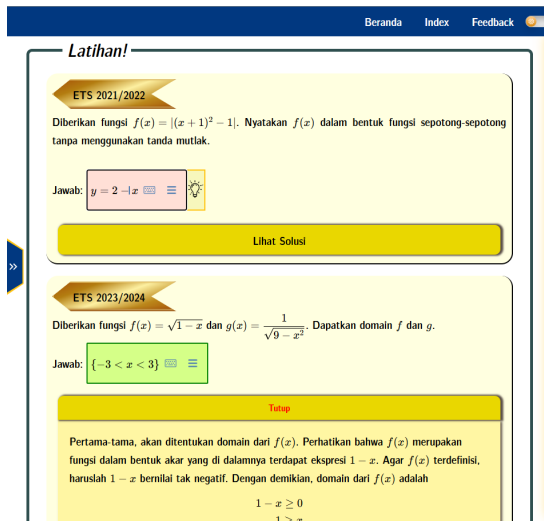 Beranda Index Feedback
Latihan!
ETS 2021/2022
Diberikan fungsi f(x) = |(x + 1)² − 1|. Nyatakan f(x) dalam bentuk fungsi sepotong-sepotong
tanpa menggunakan tanda mutlak.
Jawab: y = 2 −|x
Lihat Solusi
»
ETS 2023/2024
Diberikan fungsi f(x) = √(1 − x) dan g(x) = 1/√(9 − x²). Dapatkan domain f dan g.
Jawab: {−3 < x < 3}
Tutup
Pertama-tama, akan ditentukan domain dari f(x). Perhatikan bahwa f(x) merupakan
fungsi dalam bentuk akar yang di dalamnya terdapat ekspresi 1 − x. Agar f(x) terdefinisi,
haruslah 1 − x bernilai tak negatif. Dengan demikian, domain dari f(x) adalah
1 − x ≥ 0